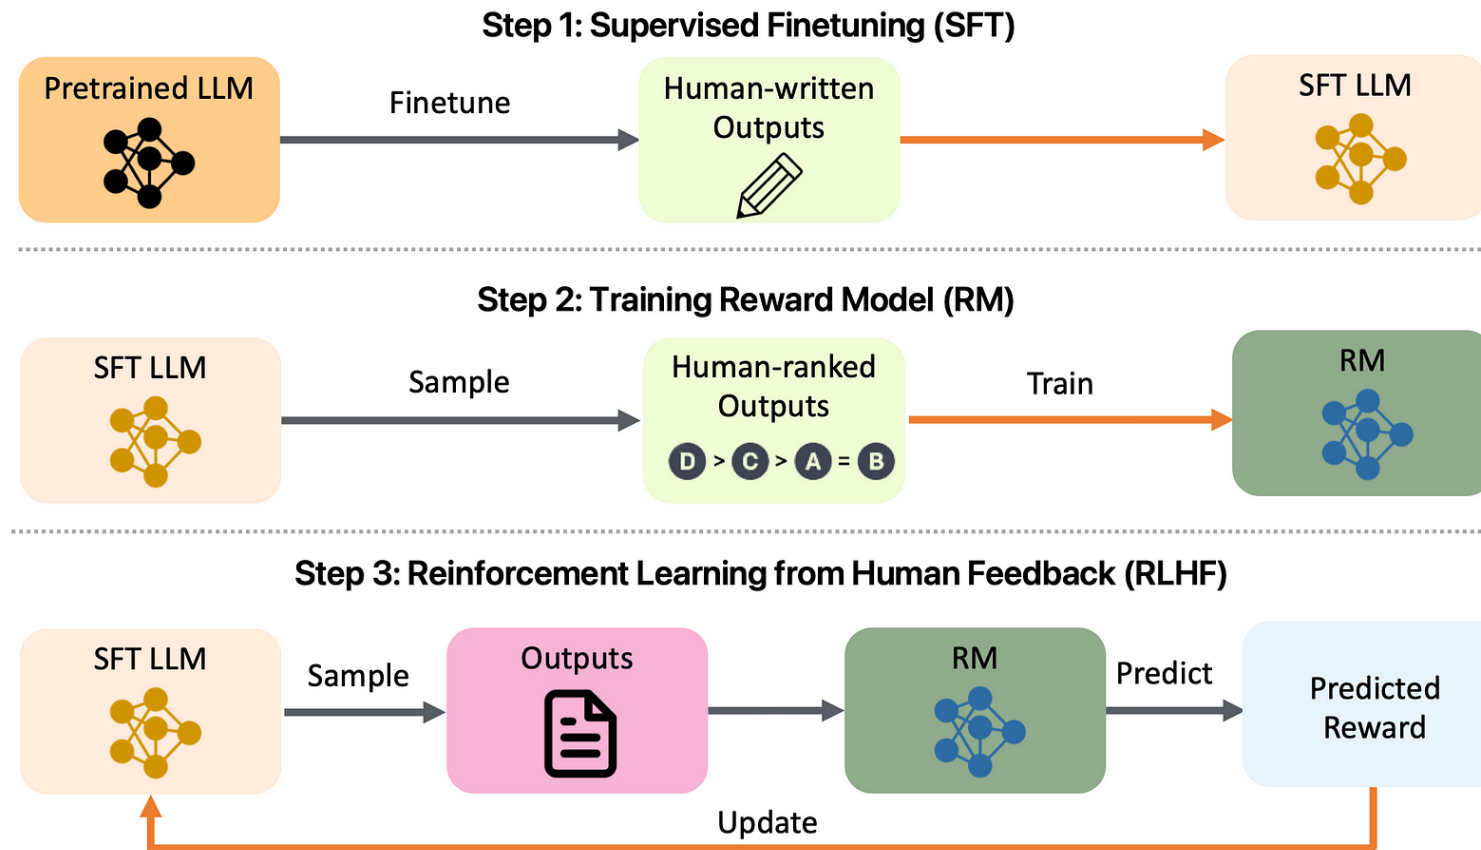 Step 1: Supervised Finetuning (SFT)
Pretrained LLM
Finetune
Human-written
Outputs
SFT LLM
Step 2: Training Reward Model (RM)
SFT LLM
Sample
Human-ranked
Outputs
D > C > A = B
Train
RM
Step 3: Reinforcement Learning from Human Feedback (RLHF)
SFT LLM
Sample
Outputs
RM
Predict
Predicted
Reward
Update